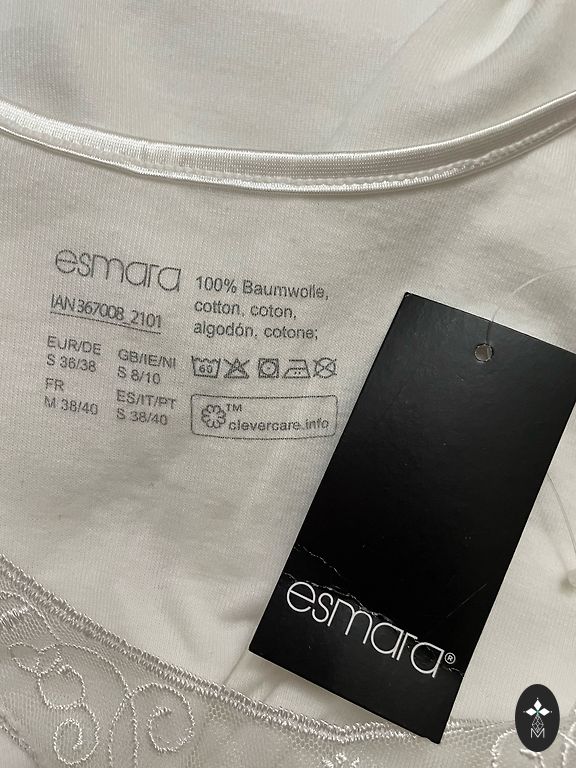 esmara
IAN 367008_2101
EUR/DE
S 36/38
GB/IE/NI
S 8/10
FR
M 38/40
ES/IT/PT
S 38/40
100% Baumwolle,
cotton, coton,
algodón, cotone;
60
™
clevercare.info
esmara®
M